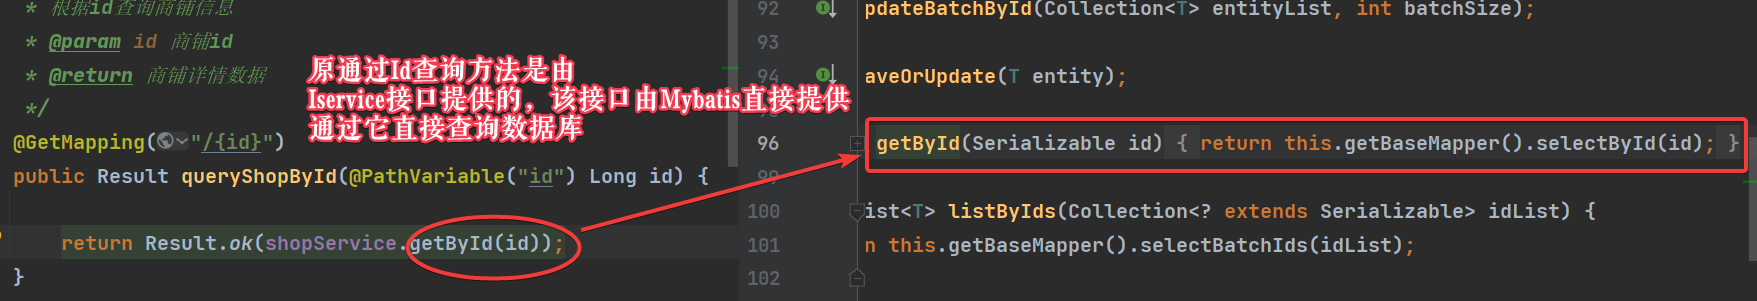 * 根据id查询商铺信息
* @param id 商铺id
* @return 商铺详情数据
*/
@GetMapping("/{id}")
public Result queryShopById(@PathVariable("id") Long id) {
return Result.ok(shopService.getById(id));
}
原通过Id查询方法是由
Iservice接口提供的，该接口由Mybatis直接提供
通过它直接查询数据库
92 pdateBatchById(Collection<T> entityList, int batchSize);
93
94 aveOrUpdate(T entity);
96 getById(Serializable id) { return this.getBaseMapper().selectById(id); }
99
100 ist<T> listByIds(Collection<? extends Serializable> idList) {
101 n this.getBaseMapper().selectBatchIds(idList);
102